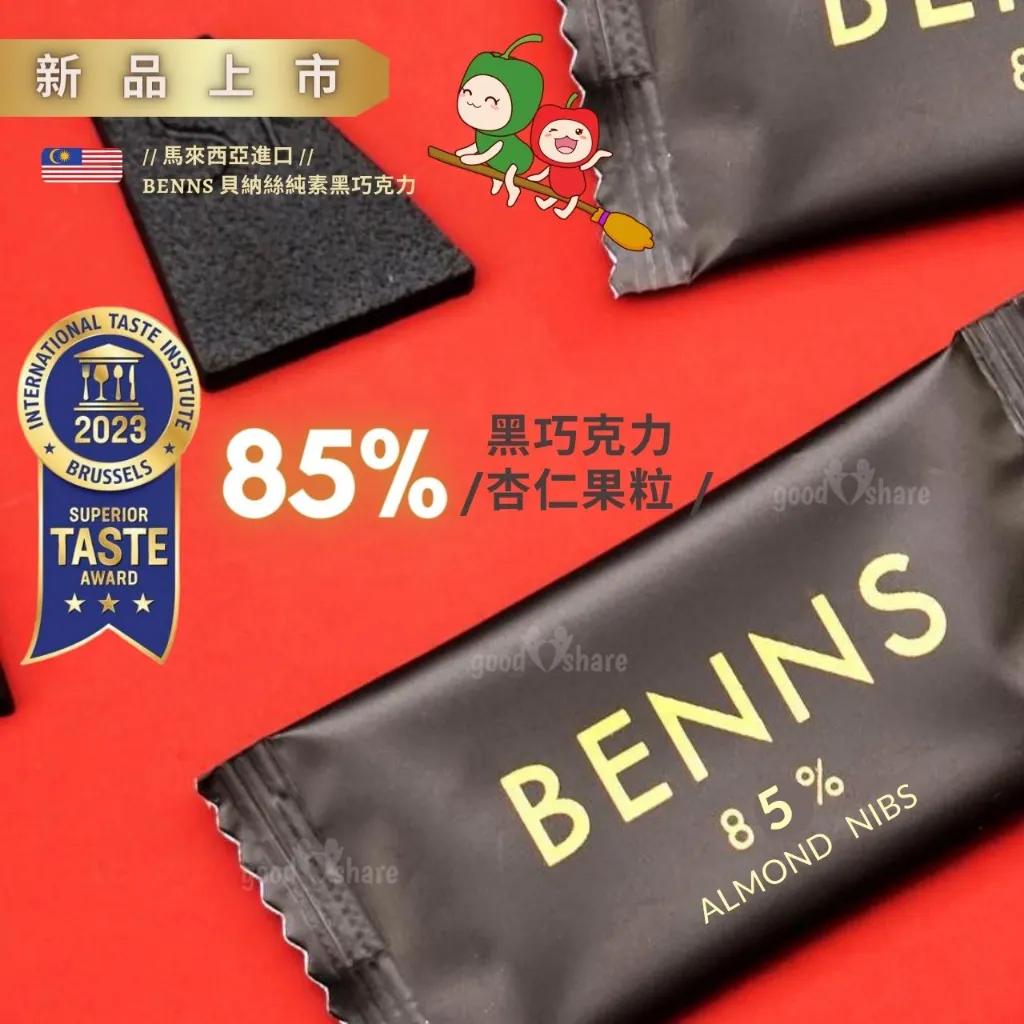 新品上市
// 馬來西亞進口 //
BENNS 貝納絲純素黑巧克力
INTERNATIONAL TASTE INSTITUTE
2023
BRUSSELS
SUPERIOR
TASTE
AWARD
85%
黑巧克力
/杏仁果粒 /
good share
good share
BENNS
85%
ALMOND NIBS
good share